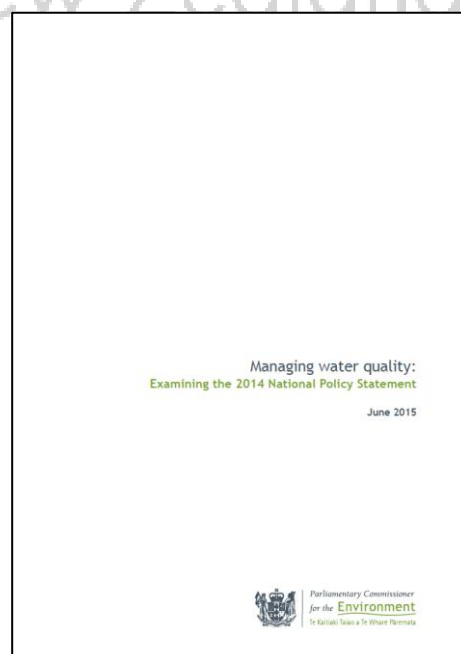 Managing water quality:
Examining the 2014 National Policy Statement
June 2015
Parliamentary Commissioner
for the Environment
Te Kaitiaki Taiao a Te Whare Pāremata